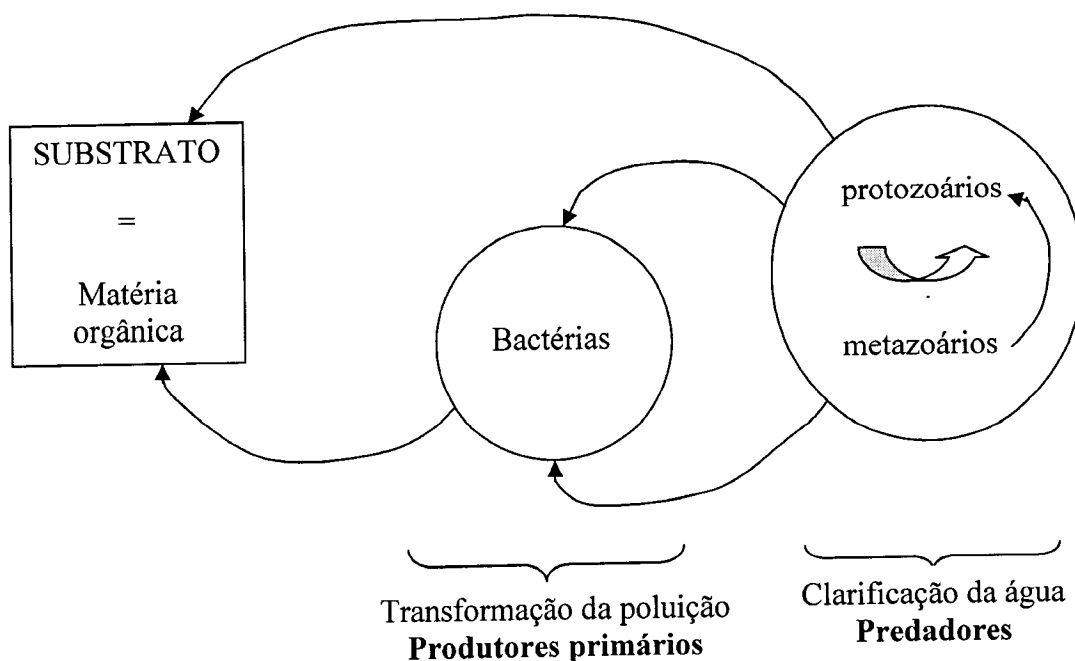 SUBSTRATO
=
Matéria
orgânica
Bactérias
protozoários
metazoários
Transformação da poluição
Produtores primários
Clarificação da água
Predadores